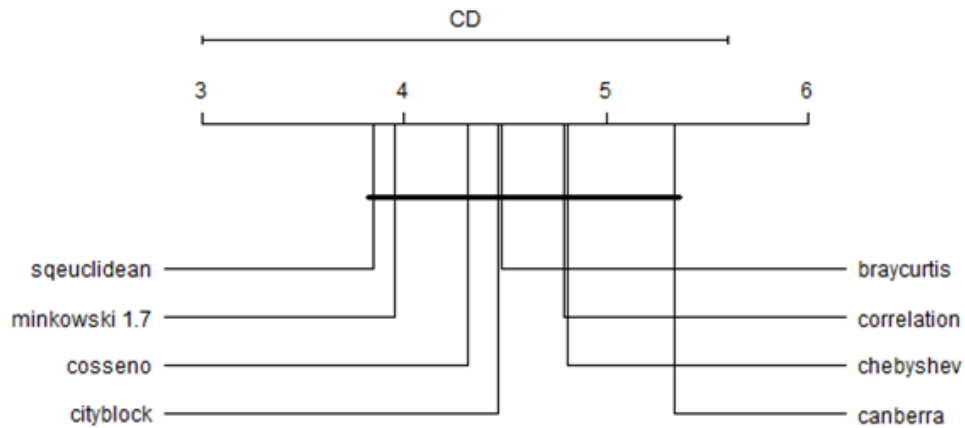 CD
3 4 5 6
sqeuclidean braycurtis
minkowski 1.7 correlation
cosseno chebyshev
cityblock canberra